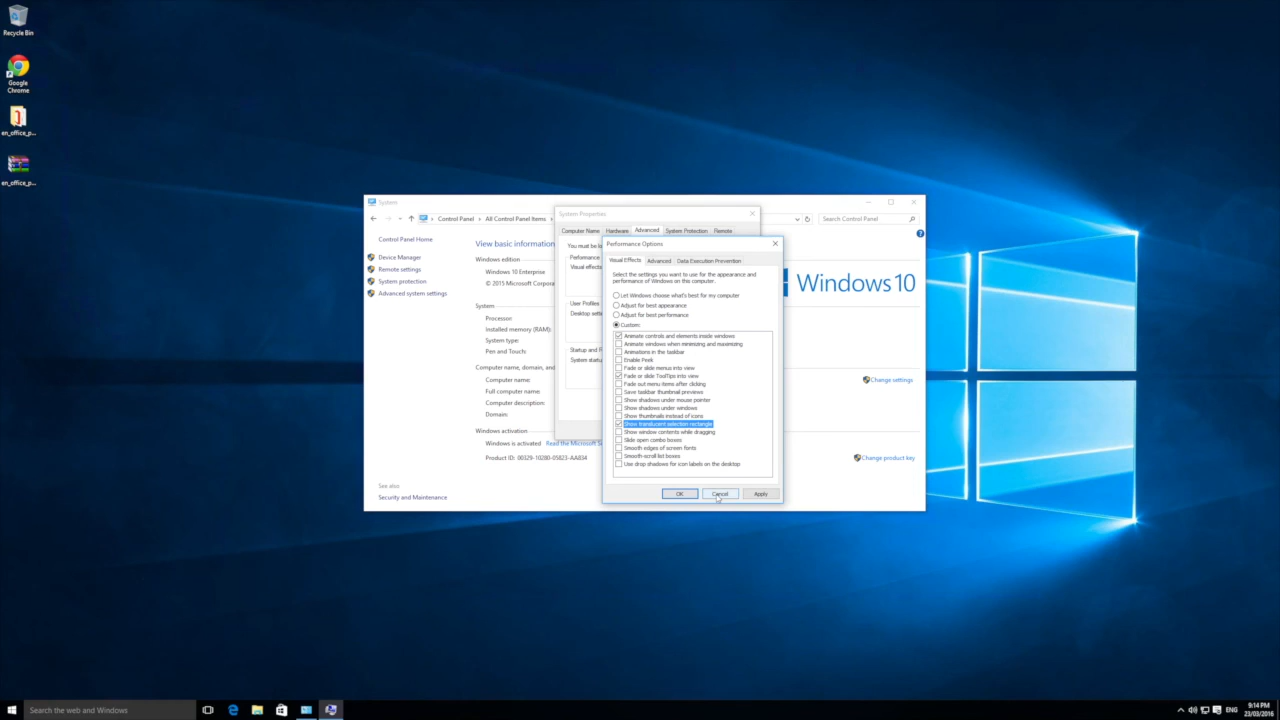 Recycle Bin
Google
Chrome
en_office_p...
en_office_p...
System
Control Panel
All Control Panel Items
Search Control Panel
Control Panel Home
Device Manager
Remote settings
System protection
Advanced system settings
See also
Security and Maintenance
View basic information
Windows edition
Windows 10 Enterprise
© 2015 Microsoft Corpora
System
Processor:
Installed memory (RAM):
System type:
Pen and Touch:
Computer name, domain, and
Computer name:
Full computer name:
Computer description:
Domain:
Windows activation
Windows is activated Read the Microsoft So
Product ID: 00329-10280-05823-AA834
Windows 10
Change settings
Change product key
System Properties
Computer Name Hardware Advanced System Protection Remote
You must be lo
Performance
Visual effects
User Profiles
Desktop setti
Startup and R
System startu
Performance Options
Visual Effects Advanced Data Execution Prevention
Select the settings you want to use for the appearance and
performance of Windows on this computer.
Let Windows choose what's best for my computer
Adjust for best appearance
Adjust for best performance
Custom:
Animate controls and elements inside windows
Animate windows when minimizing and maximizing
Animations in the taskbar
Enable Peek
Fade or slide menus into view
Fade or slide ToolTips into view
Fade out menu items after clicking
Save taskbar thumbnail previews
Show shadows under mouse pointer
Show shadows under windows
Show thumbnails instead of icons
Show translucent selection rectangle
Show window contents while dragging
Slide open combo boxes
Smooth edges of screen fonts
Smooth-scroll list boxes
Use drop shadows for icon labels on the desktop
OK Cancel Apply
Search the web and Windows
ENG
9:14 PM
23/03/2016